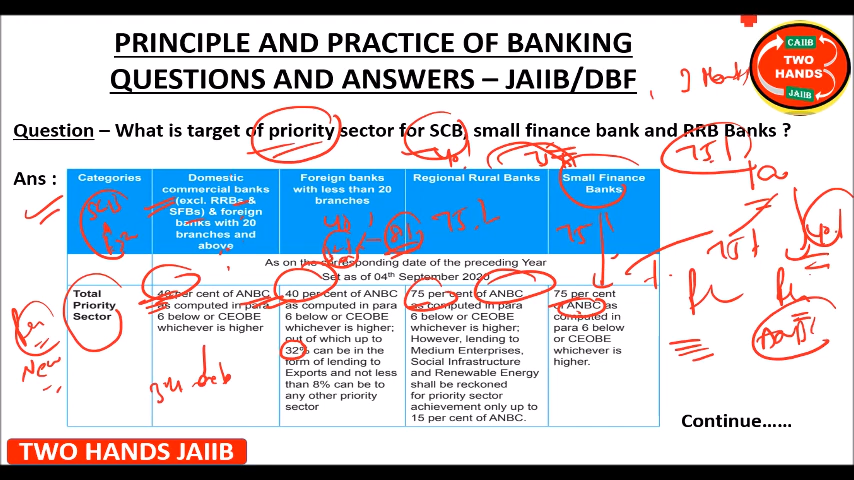 PRINCIPLE AND PRACTICE OF BANKING
QUESTIONS AND ANSWERS – JAIIB/DBF
CAIIB
TWO
HANDS
JAIIB
Question – What is target of priority sector for SCB, small finance bank and RRB Banks ?
Ans :
Categories
Domestic
commercial banks
(excl. RRBs &
SFBs) & foreign
banks with 20
branches and
above
Foreign banks
with less than 20
branches
Regional Rural Banks
Small Finance
Banks
As on the corresponding date of the preceding Year
Set as of 04th September 2020
Total
Priority
Sector
40 per cent of ANBC
as computed in para
6 below or CEOBE
whichever is higher
40 per cent of ANBC
as computed in para
6 below or CEOBE
whichever is higher;
out of which up to
32% can be in the
form of lending to
Exports and not less
than 8% can be to
any other priority
sector
75 per cent of ANBC
as computed in para
6 below or CEOBE
whichever is higher;
However, lending to
Medium Enterprises,
Social Infrastructure
and Renewable Energy
shall be reckoned
for priority sector
achievement only up to
15 per cent of ANBC.
75 per cent
of ANBC as
computed in
para 6 below
or CEOBE
whichever is
higher.
New
Continue......
TWO HANDS JAIIB